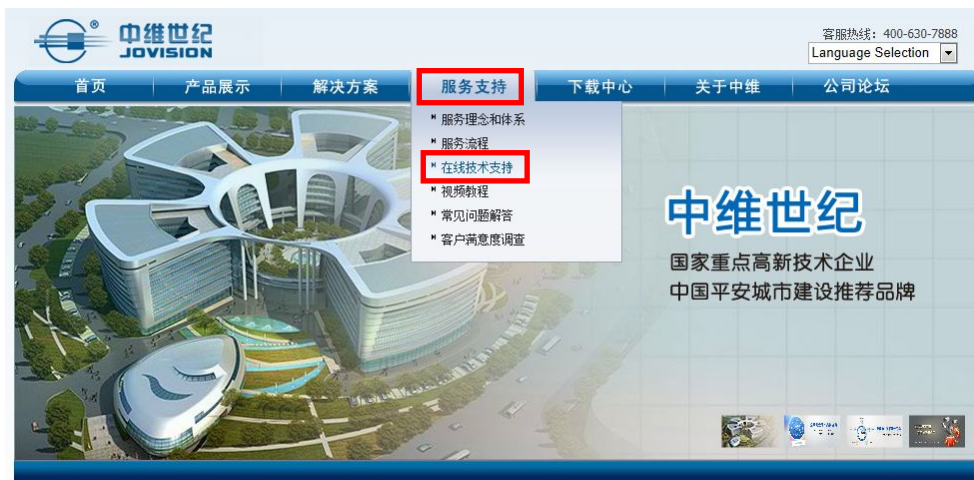 中维世纪
JOVISION
客服热线：400-630-7888
Language Selection
首页 产品展示 解决方案 服务支持 下载中心 关于中维 公司论坛
服务理念和体系
服务流程
在线技术支持
视频教程
常见问题解答
客户满意度调查
中维世纪
国家重点高新技术企业
中国平安城市建设推荐品牌